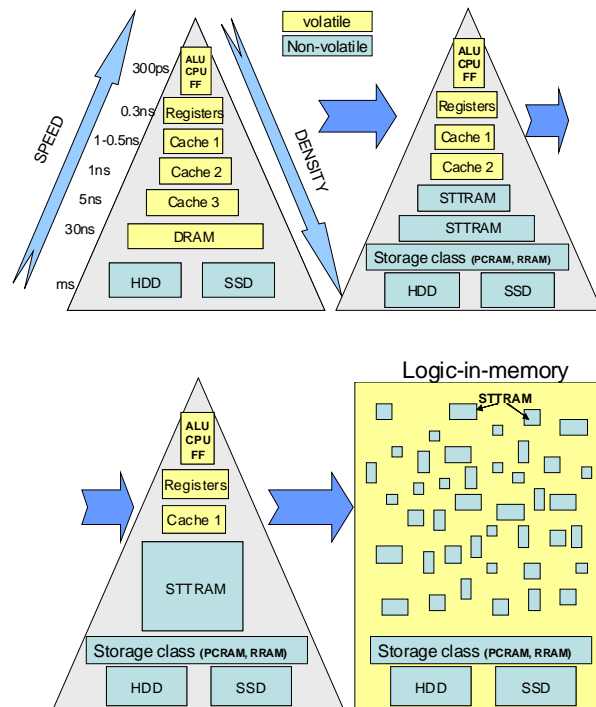 volatile
Non-volatile
SPEED
DENSITY
300ps
0.3ns
1-0.5ns
1ns
5ns
30ns
ms
ALU
CPU
FF
Registers
Cache 1
Cache 2
Cache 3
DRAM
HDD
SSD
ALU
CPU
FF
Registers
Cache 1
Cache 2
STTRAM
STTRAM
Storage class (PCRAM, RRAM)
HDD
SSD
ALU
CPU
FF
Registers
Cache 1
STTRAM
Storage class (PCRAM, RRAM)
HDD
SSD
Logic-in-memory
STTRAM
Storage class (PCRAM, RRAM)
HDD
SSD